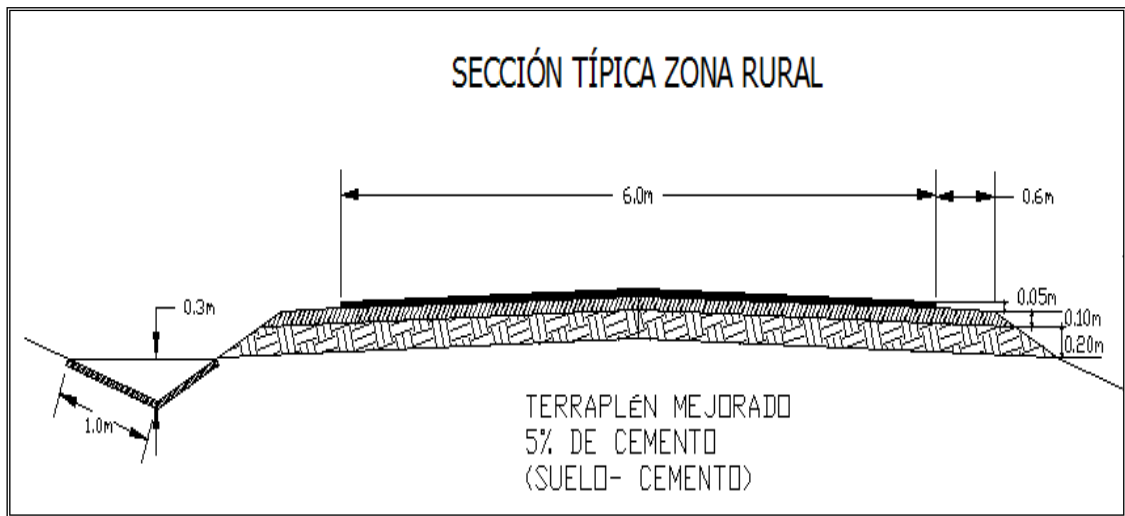 SECCIÓN TÍPICA ZONA RURAL
6.0m
0.6m
0.3m
0.05m
0.10m
0.20m
1.0m
TERRAPLéN MEJORADO
5% DE CEMENTO
(SUELO- CEMENTO)